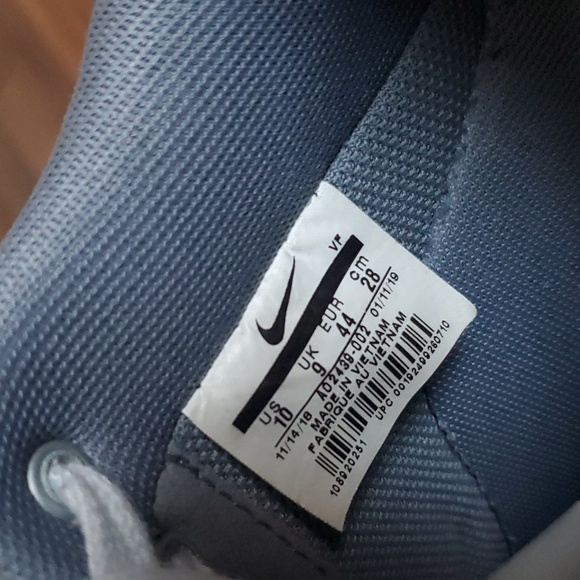 VF
US UK EUR cm
10 9 44 28
11/14/18 AO2439-002 01/11/19
MADE IN VIETNAM
FABRIQUE AU VIETNAM
108920251 UPC 00192499260710